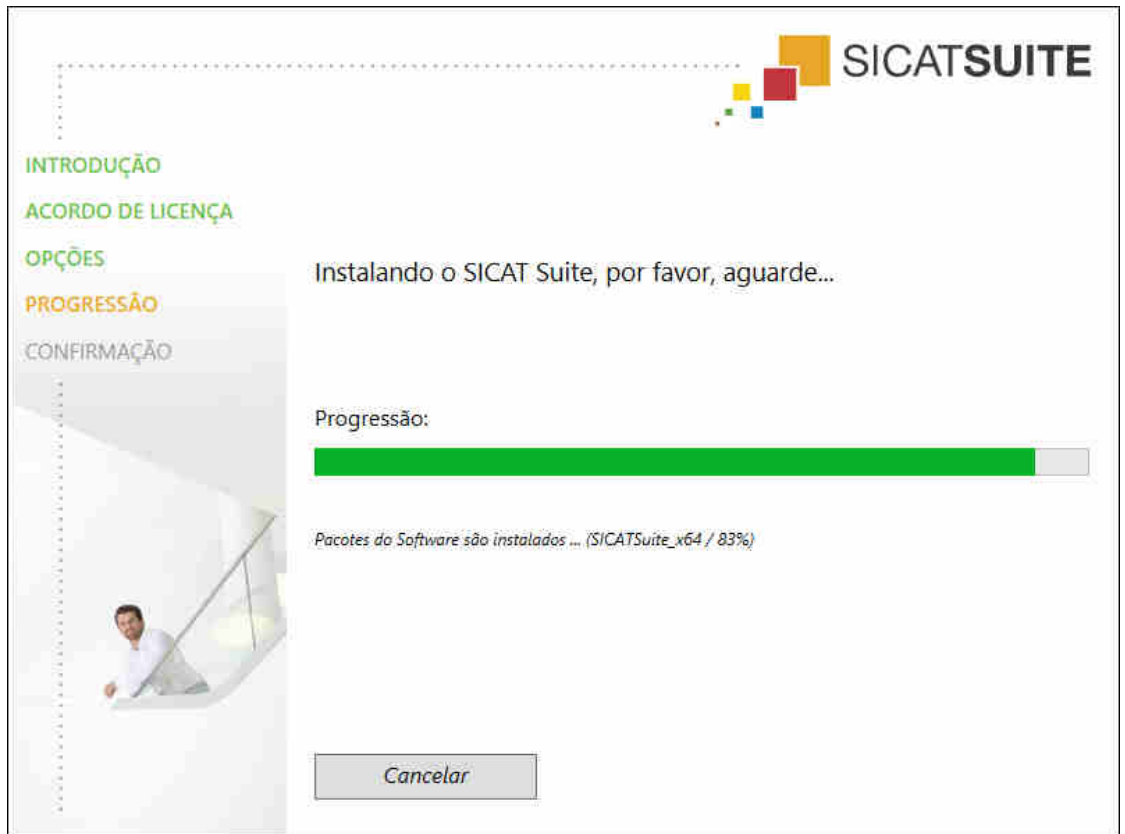 SICATSUITE
INTRODUÇÃO
ACORDO DE LICENÇA
OPÇÕES
PROGRESSÃO
CONFIRMAÇÃO
Instalando o SICAT Suite, por favor, aguarde...
Progressão:
Pacotes do Software são instalados ... (SICATSuite_x64 / 83%)
Cancelar